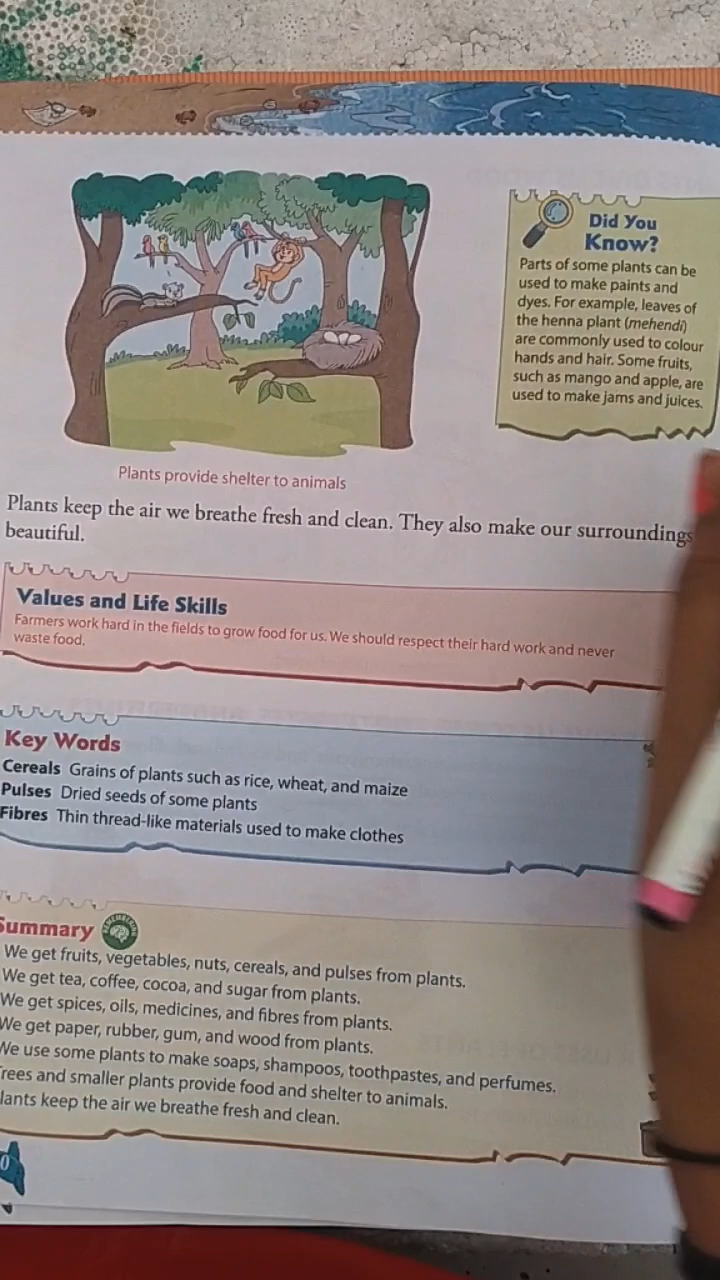 Did You
Know?
Parts of some plants can be
used to make paints and
dyes. For example, leaves of
the henna plant (mehendi)
are commonly used to colour
hands and hair. Some fruits,
such as mango and apple, are
used to make jams and juices.
Plants provide shelter to animals
Plants keep the air we breathe fresh and clean. They also make our surroundings
beautiful.
Values and Life Skills
Farmers work hard in the fields to grow food for us. We should respect their hard work and never
waste food.
Key Words
Cereals Grains of plants such as rice, wheat, and maize
Pulses Dried seeds of some plants
Fibres Thin thread-like materials used to make clothes
Summary
REMEMBERING
We get fruits, vegetables, nuts, cereals, and pulses from plants.
We get tea, coffee, cocoa, and sugar from plants.
We get spices, oils, medicines, and fibres from plants.
We get paper, rubber, gum, and wood from plants.
We use some plants to make soaps, shampoos, toothpastes, and perfumes.
rees and smaller plants provide food and shelter to animals.
lants keep the air we breathe fresh and clean.
0